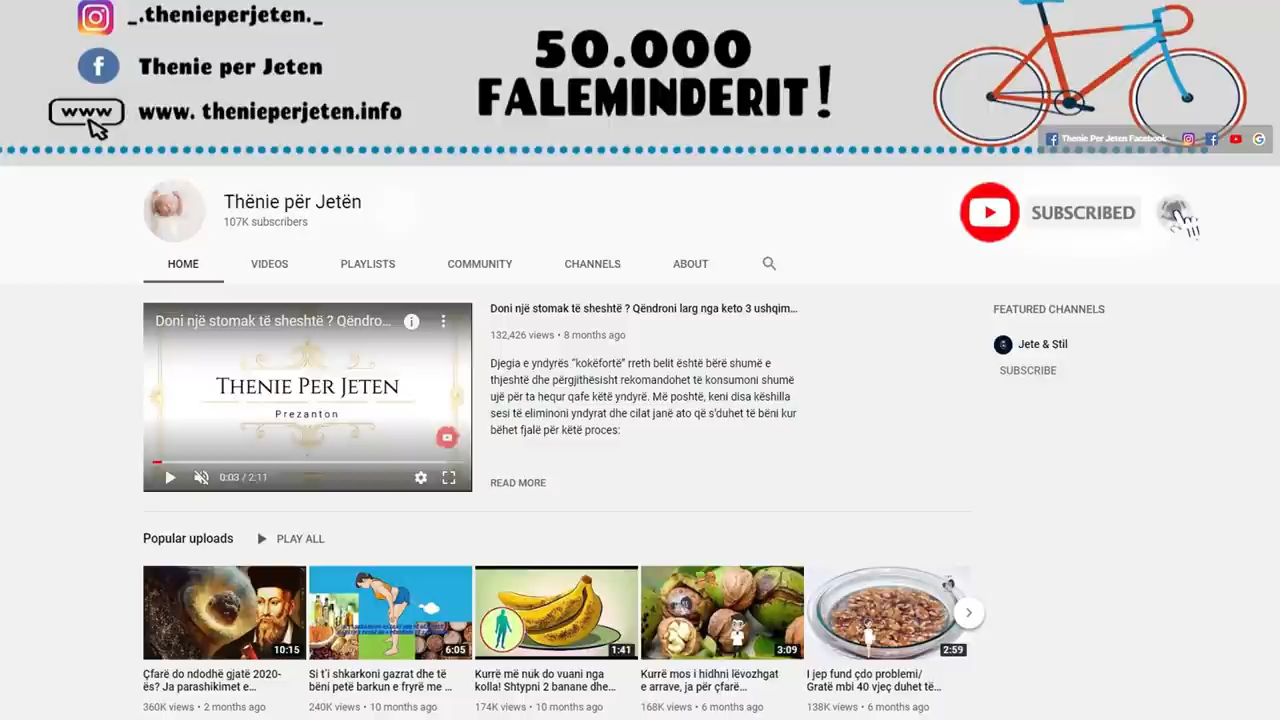 _.thenieperjeten._
Thenie per Jeten
www
www. thenieperjeten.info
50.000
FALEMINDERIT!
Thenie Per Jeten Facebook
Thënie për Jetën
107K subscribers
SUBSCRIBED
HOME VIDEOS PLAYLISTS COMMUNITY CHANNELS ABOUT
Doni një stomak të sheshtë ? Qëndro...
THENIE PER JETEN
Prezanton
0:03 / 2:11
Doni një stomak të sheshtë ? Qëndroni larg nga keto 3 ushqim...
132,426 views • 8 months ago
Djegia e yndyrës “kokëfortë” rreth belit është bërë shumë e
thjeshtë dhe përgjithësisht rekomandohet të konsumoni shumë
ujë për ta hequr qafe këtë yndyrë. Më poshtë, keni disa këshilla
sesi të eliminoni yndyrat dhe cilat janë ato që s'duhet të bëni kur
bëhet fjalë për këtë proces:
READ MORE
FEATURED CHANNELS
Jete & Stil
SUBSCRIBE
Popular uploads PLAY ALL
10:15
Çfarë do ndodhë gjatë 2020-
ës? Ja parashikimet e...
360K views • 2 months ago
6:05
Si t'i shkarkoni gazrat dhe të
bëni petë barkun e fryrë me ...
240K views • 10 months ago
1:41
Kurrë më nuk do vuani nga
kolla! Shtypni 2 banane dhe...
174K views • 10 months ago
3:09
Kurrë mos i hidhni lëvozhgat
e arrave, ja për çfarë...
168K views • 6 months ago
2:59
I jep fund çdo problemi/
Gratë mbi 40 vjeç duhet të...
138K views • 6 months ago